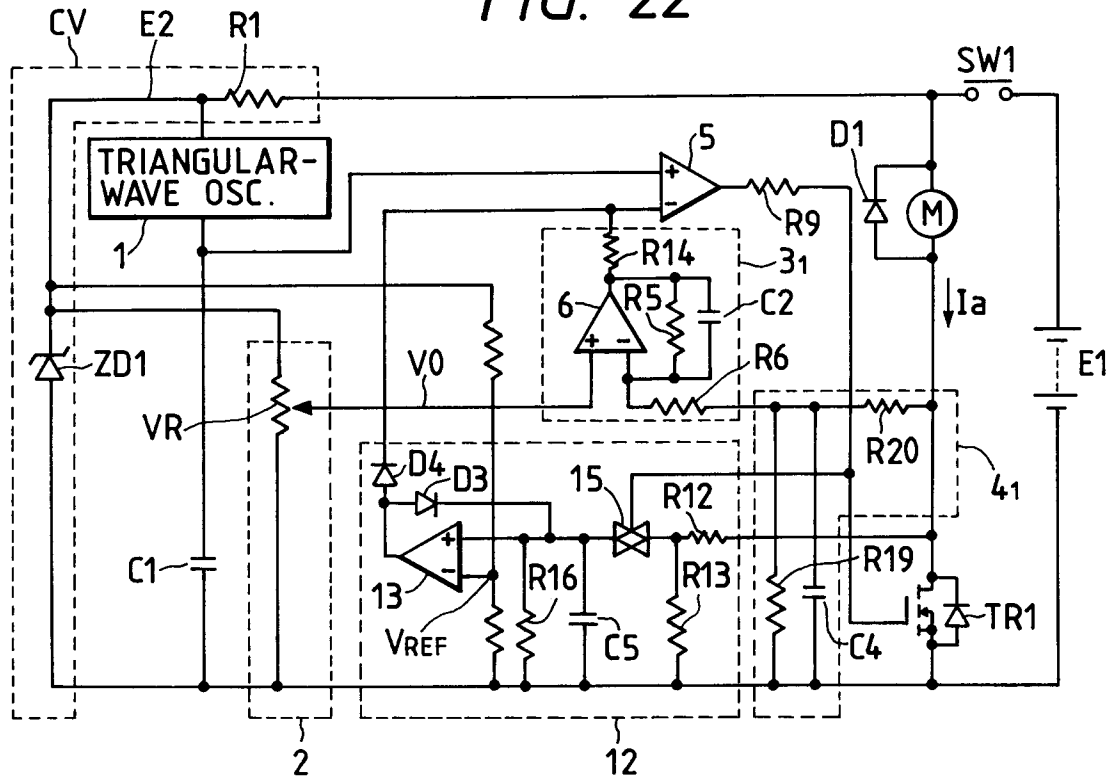 FIG. 22
CV
E2
R1
SW1
D1
5
TRIANGULAR-
WAVE OSC.
M
R9
1
R14
31
Ia
6
R5
C2
E1
ZD1
V0
R6
VR
R20
D4
D3
15
41
R12
C1
13
R16
R13
R19
VREF
C5
C4
TR1
2
12